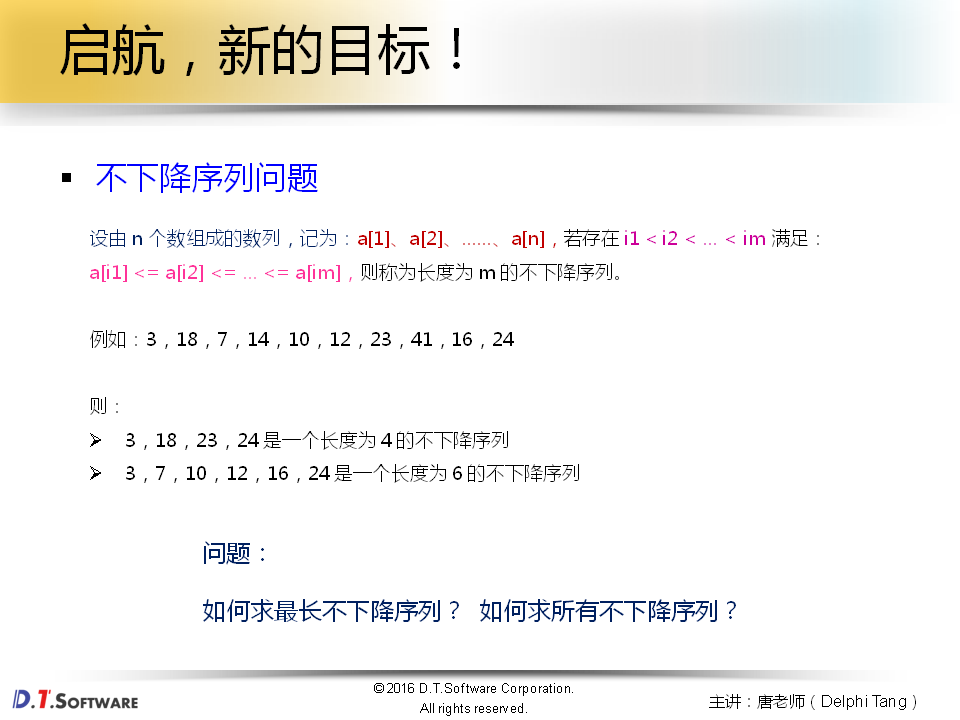 启航，新的目标！
▪ 不下降序列问题
设由 n 个数组成的数列，记为：a[1]、a[2]、……、a[n]，若存在 i1 < i2 < … < im 满足：
a[i1] <= a[i2] <= … <= a[im]，则称为长度为 m 的不下降序列。
例如：3，18，7，14，10，12，23，41，16，24
则：
➢ 3，18，23，24 是一个长度为 4 的不下降序列
➢ 3，7，10，12，16，24 是一个长度为 6 的不下降序列
问题：
如何求最长不下降序列？ 如何求所有不下降序列？
D.T.SOFTWARE
©2016 D.T.Software Corporation.
All rights reserved.
主讲：唐老师（Delphi Tang）